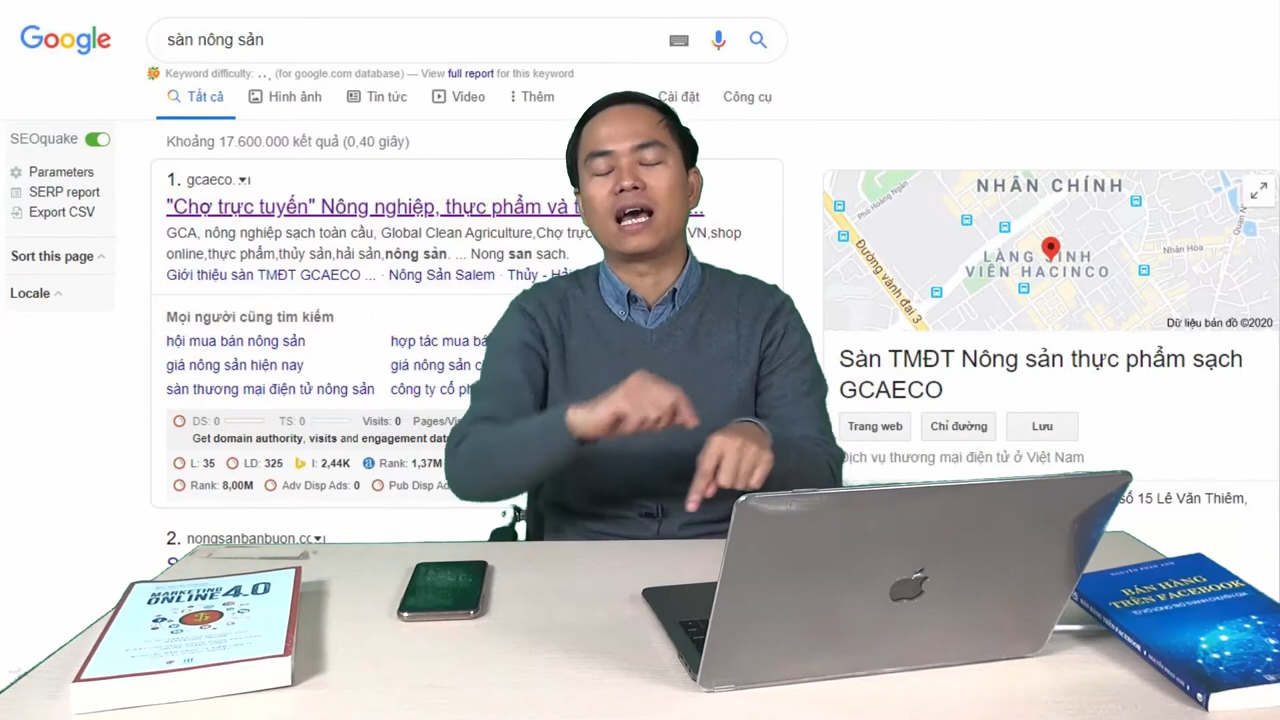 Google
sàn nông sản
Keyword difficulty: (for google.com database) — View full report for this keyword
Tất cả
Hình ảnh
Tin tức
Video
Thêm
Cài đặt
Công cụ
SEOquake
Parameters
SERP report
Export CSV
Sort this page
Locale
Khoảng 17.600.000 kết quả (0,40 giây)
1. gcaeco.
"Chợ trực tuyến" Nông nghiệp, thực phẩm và
GCA, nông nghiệp sạch toàn cầu, Global Clean Agriculture,Chợ VN,shop
online,thực phẩm,thủy sản,hải sản,nông sản. ... Nong san sach.
Giới thiệu sàn TMĐT GCAECO ... · Nông Sản Salem · Thủy - Hải
Mọi người cũng tìm kiếm
hội mua bán nông sản
hợp tác mua
giá nông sản hiện nay
giá nông sản
sàn thương mại điện tử nông sản
công ty cổ
DS: 0
TS: 0
Visits: 0
Get domain authority, visits and engagement
L: 35
LD: 325
I: 2,44K
Rank: 1,37M
Rank: 8,00M
Adv Disp Ads: 0
Pub Disp
2. nongsanbanbuon.cc
NHÂN CHÍNH
Phố Hoàng Ngân
Đường vành đai 3
LÀNG SINH
VIÊN HACINCO
Nhân Hòa
Dữ liệu bản đồ ©2020
Sàn TMĐT Nông sản thực phẩm sạch
GCAECO
Trang web
Chỉ đường
Lưu
Dịch vụ thương mại điện tử ở Việt Nam
số 15 Lê Văn Thiêm,
MARKETING
ONLINE 4.0
NGUYỄN PHAN ANH
BÁN HÀNG
TRÊN FACEBOOK